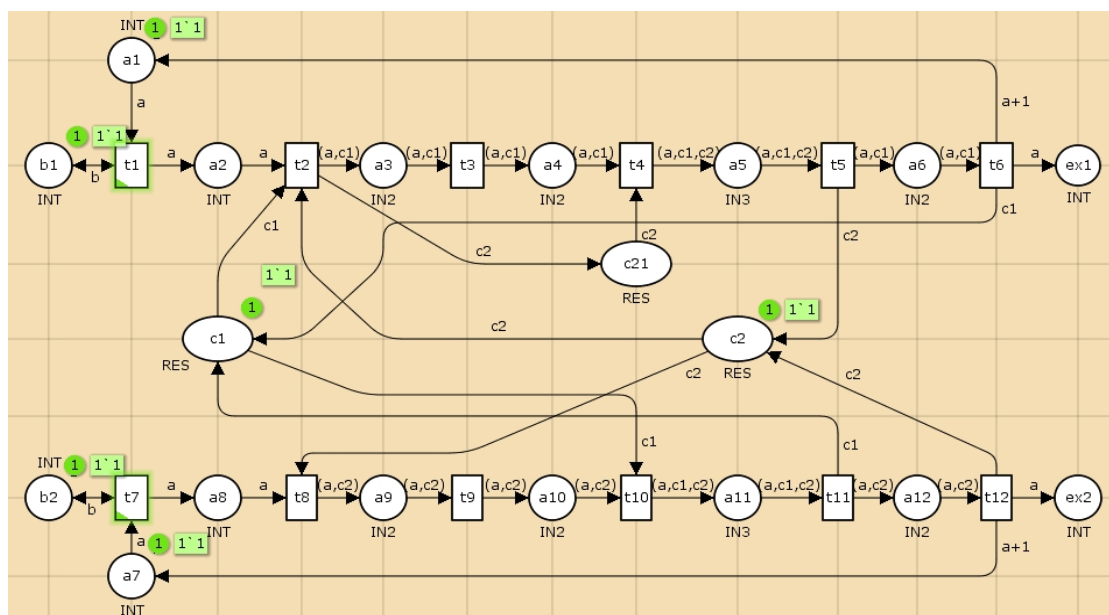 INT 1 1`1
a1
a
a+1
1 1`1
b1 b t1 a a2 a t2 (a,c1) a3 (a,c1) t3 (a,c1) a4 (a,c1) t4 (a,c1,c2) a5 (a,c1,c2) t5 (a,c1) a6 (a,c1) t6 a ex1
INT INT IN2 IN2 IN3 IN2 INT
c1 c2 c2 c2 c1
c21
1`1 RES
1 1 1`1
c1 c2 c2
RES c2 RES c2
c1 c1
INT 1 1`1
b2 b t7 a a8 a t8 (a,c2) a9 (a,c2) t9 (a,c2) a10 (a,c2) t10 (a,c1,c2) a11 (a,c1,c2) t11 (a,c2) a12 (a,c2) t12 a ex2
INT IN2 IN2 IN3 IN2 INT
a 1 1`1 a+1
a7
INT